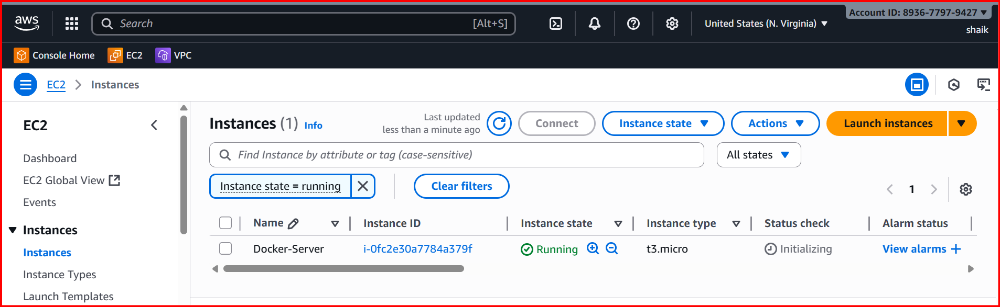 aws
Search [Alt+S]
United States (N. Virginia)
Account ID: 8936-7797-9427
shaik
Console Home EC2 VPC
EC2 Instances
EC2
Dashboard
EC2 Global View
Events
Instances
Instances
Instance Types
Launch Templates
Instances (1) Info
Last updated
less than a minute ago
Connect Instance state Actions Launch instances
Find Instance by attribute or tag (case-sensitive) All states
Instance state = running Clear filters
1
Name Instance ID Instance state Instance type Status check Alarm status
Docker-Server i-0fc2e30a7784a379f Running t3.micro Initializing View alarms +